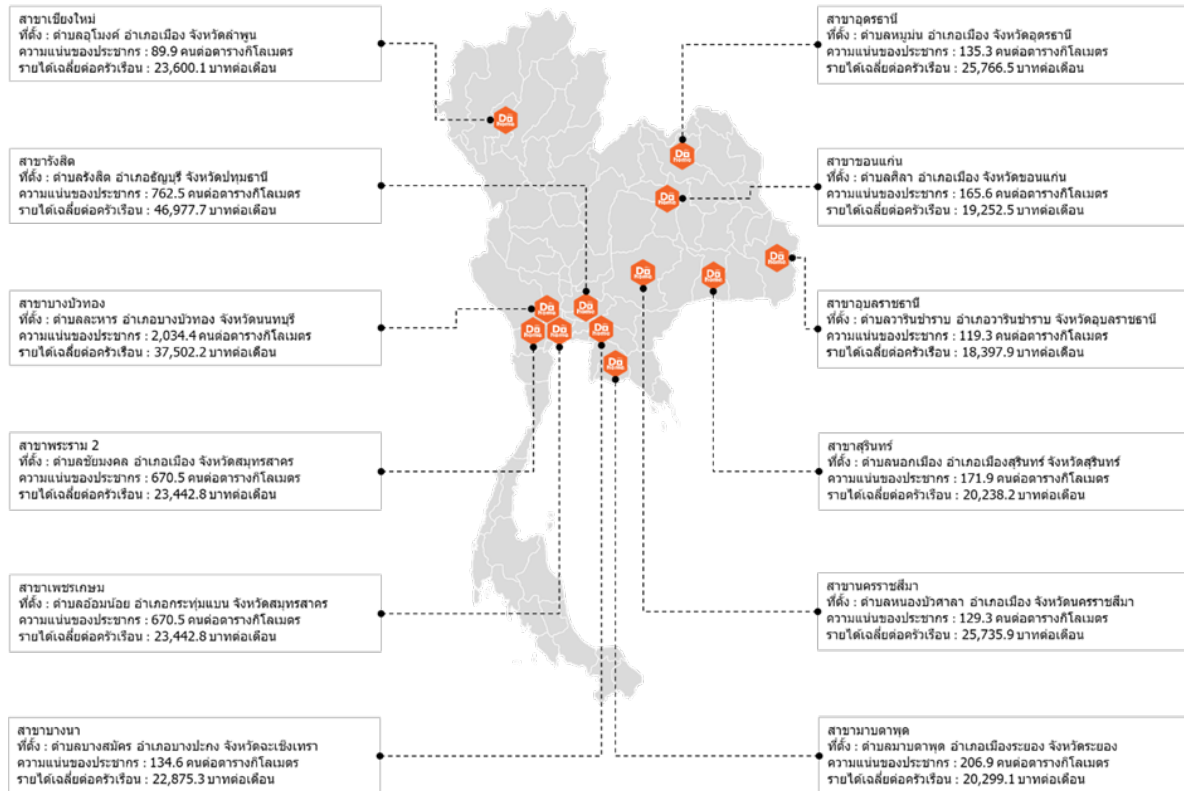 สาขาเชียงใหม่
ที่ตั้ง : ตำบลอุโมงค์ อำเภอเมือง จังหวัดลำพูน
ความแน่นของประชากร : 89.9 คนต่อตารางกิโลเมตร
รายได้เฉลี่ยต่อครัวเรือน : 23,600.1 บาทต่อเดือน
สาขารังสิต
ที่ตั้ง : ตำบลรังสิต อำเภอธัญบุรี จังหวัดปทุมธานี
ความแน่นของประชากร : 762.5 คนต่อตารางกิโลเมตร
รายได้เฉลี่ยต่อครัวเรือน : 46,977.7 บาทต่อเดือน
สาขาบางบัวทอง
ที่ตั้ง : ตำบลละหาร อำเภอบางบัวทอง จังหวัดนนทบุรี
ความแน่นของประชากร : 2,034.4 คนต่อตารางกิโลเมตร
รายได้เฉลี่ยต่อครัวเรือน : 37,502.2 บาทต่อเดือน
สาขาพระราม 2
ที่ตั้ง : ตำบลชัยมงคล อำเภอเมือง จังหวัดสมุทรสาคร
ความแน่นของประชากร : 670.5 คนต่อตารางกิโลเมตร
รายได้เฉลี่ยต่อครัวเรือน : 23,442.8 บาทต่อเดือน
สาขาเพชรเกษม
ที่ตั้ง : ตำบลอ้อมน้อย อำเภอกระทุ่มแบน จังหวัดสมุทรสาคร
ความแน่นของประชากร : 670.5 คนต่อตารางกิโลเมตร
รายได้เฉลี่ยต่อครัวเรือน : 23,442.8 บาทต่อเดือน
สาขาบางนา
ที่ตั้ง : ตำบลบางสมัคร อำเภอบางปะกง จังหวัดฉะเชิงเทรา
ความแน่นของประชากร : 134.6 คนต่อตารางกิโลเมตร
รายได้เฉลี่ยต่อครัวเรือน : 22,875.3 บาทต่อเดือน
Dō
home
Dō
home
Dō
home
Dō
home
Dō
home
Dō
home
Dō
home
Dō
home
Dō
home
Dō
home
Dō
home
Dō
home
สาขาอุดรธานี
ที่ตั้ง : ตำบลหมูม่น อำเภอเมือง จังหวัดอุดรธานี
ความแน่นของประชากร : 135.3 คนต่อตารางกิโลเมตร
รายได้เฉลี่ยต่อครัวเรือน : 25,766.5 บาทต่อเดือน
สาขาขอนแก่น
ที่ตั้ง : ตำบลศิลา อำเภอเมือง จังหวัดขอนแก่น
ความแน่นของประชากร : 165.6 คนต่อตารางกิโลเมตร
รายได้เฉลี่ยต่อครัวเรือน : 19,252.5 บาทต่อเดือน
สาขาอุบลราชธานี
ที่ตั้ง : ตำบลวารินชำราบ อำเภอวารินชำราบ จังหวัดอุบลราชธานี
ความแน่นของประชากร : 119.3 คนต่อตารางกิโลเมตร
รายได้เฉลี่ยต่อครัวเรือน : 18,397.9 บาทต่อเดือน
สาขาสุรินทร์
ที่ตั้ง : ตำบลนอกเมือง อำเภอเมืองสุรินทร์ จังหวัดสุรินทร์
ความแน่นของประชากร : 171.9 คนต่อตารางกิโลเมตร
รายได้เฉลี่ยต่อครัวเรือน : 20,238.2 บาทต่อเดือน
สาขานครราชสีมา
ที่ตั้ง : ตำบลหนองบัวศาลา อำเภอเมือง จังหวัดนครราชสีมา
ความแน่นของประชากร : 129.3 คนต่อตารางกิโลเมตร
รายได้เฉลี่ยต่อครัวเรือน : 25,735.9 บาทต่อเดือน
สาขามาบตาพุด
ที่ตั้ง : ตำบลมาบตาพุด อำเภอเมืองระยอง จังหวัดระยอง
ความแน่นของประชากร : 206.9 คนต่อตารางกิโลเมตร
รายได้เฉลี่ยต่อครัวเรือน : 20,299.1 บาทต่อเดือน